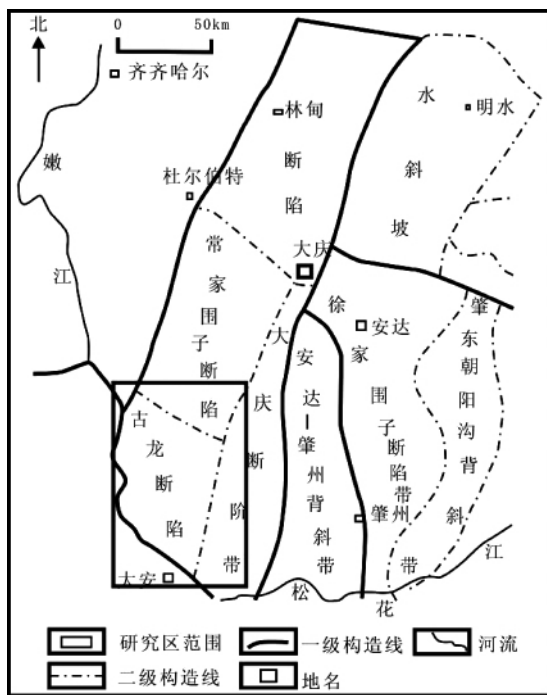 北
0 50km
齐齐哈尔
林甸
断陷
明水
水斜坡
嫩江
杜尔伯特
大庆
常家围子断陷
徐家围子断陷带
安达
肇东朝阳沟背斜带
大庆断阶带
安达—肇州背斜带
古龙断陷
肇州
大安
松花江
研究区范围
一级构造线
河流
二级构造线
地名